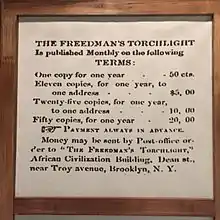 THE FREEDMAN'S TORCHLIGHT
Is published Monthly on the following
TERMS:
One copy for one year - - 50 cts.
Eleven copies, for one year, to
one address - - $5,00
Twenty-five copies, for one year,
to one address - - 10,00
Fifty copies, for one year - 20,00
☞ PAYMENT ALWAYS IN ADVANCE.
Money may be sent by Post-office or-
der to "THE FREEDMAN'S TORCHLIGHT,"
African Civilization Building, Dean st.,
near Troy avenue, Brooklyn, N. Y.